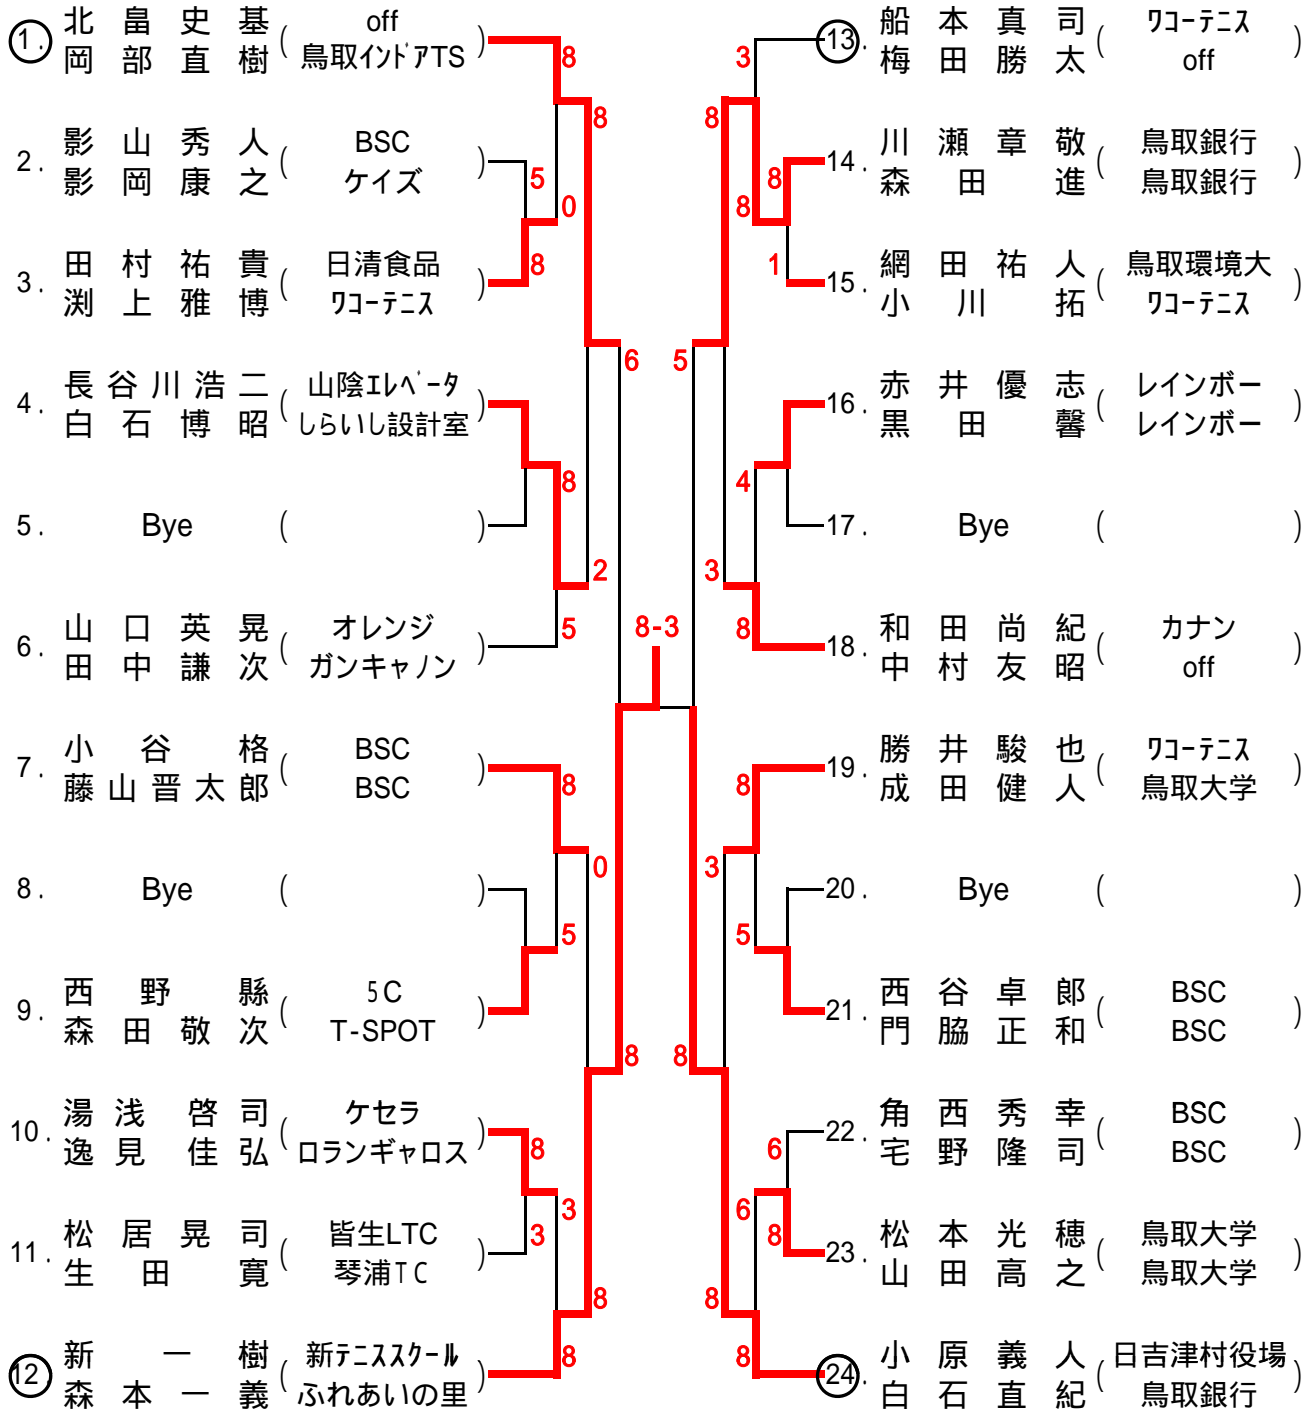 1. 北畠史基 ( off )
岡部直樹 鳥取インドアTS
2. 影山秀人 ( BSC )
影岡康之 ケイズ
3. 田村祐貴 ( 日清食品 )
渕上雅博 ワコーテニス
4. 長谷川浩二 ( 山陰エレベータ )
白石博昭 しらいし設計室
5. Bye ( )
6. 山口英晃 ( オレンジ )
田中謙次 ガンキャノン
7. 小谷格 ( BSC )
藤山晋太郎 BSC
8. Bye ( )
9. 西野縣 ( 5C )
森田敬次 T-SPOT
10. 湯浅啓司 ( ケセラ )
逸見佳弘 ロランギャロス
11. 松居晃司 ( 皆生LTC )
生田寛 琴浦TC
12 新一樹 ( 新テニススクール )
森本一義 ふれあいの里
8
8
5
0
8
6
8
2
5
8
0
5
8
8
3
3
8
8
8-3
3
8
8
8
1
5
4
3
8
8
3
5
8
6
6
8
8
8
13. 船本真司 ( ワコーテニス )
梅田勝太 off
14. 川瀬章敬 ( 鳥取銀行 )
森田進 鳥取銀行
15. 網田祐人 ( 鳥取環境大 )
小川拓 ワコーテニス
16. 赤井優志 ( レインボー )
黒田馨 レインボー
17. Bye ( )
18. 和田尚紀 ( カナン )
中村友昭 off
19. 勝井駿也 ( ワコーテニス )
成田健人 鳥取大学
20. Bye ( )
21. 西谷卓郎 ( BSC )
門脇正和 BSC
22. 角西秀幸 ( BSC )
宅野隆司 BSC
23. 松本光穂 ( 鳥取大学 )
山田高之 鳥取大学
24. 小原義人 ( 日吉津村役場 )
白石直紀 鳥取銀行